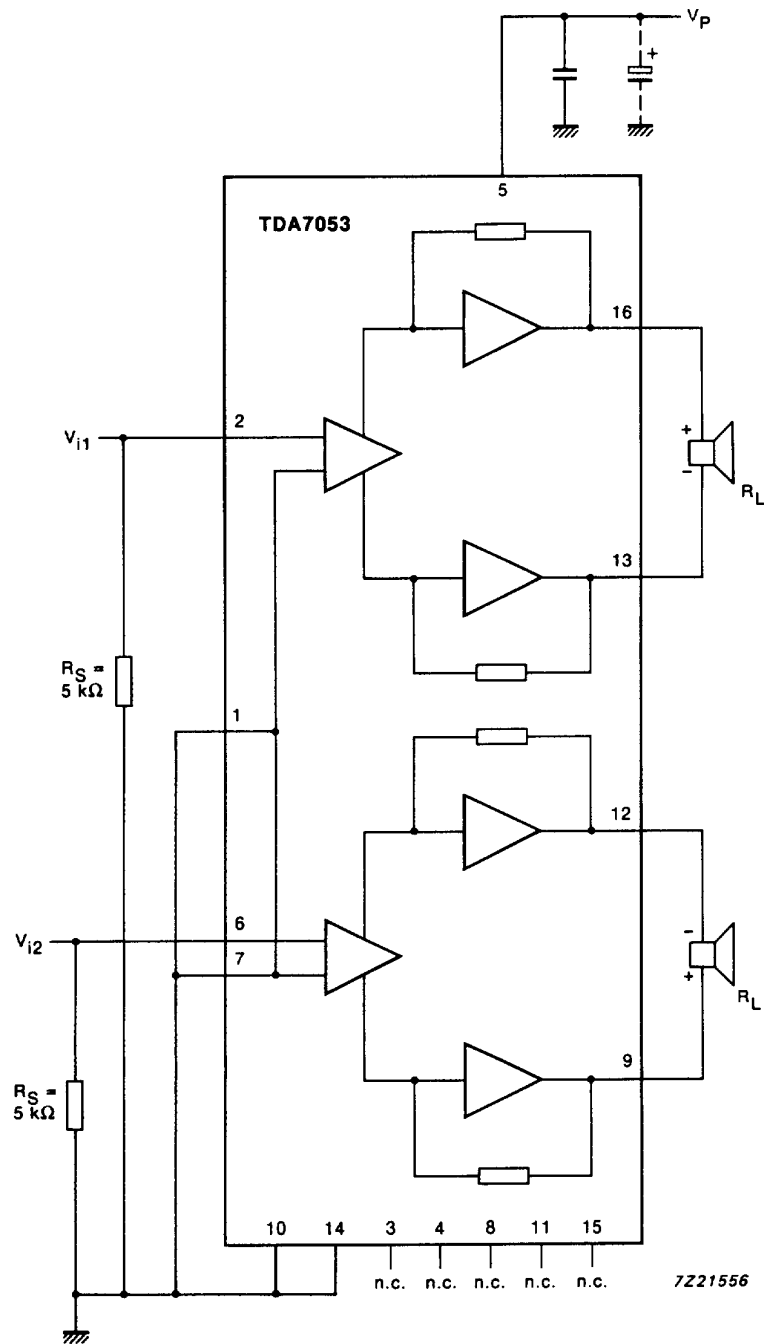 V_P
+
5
TDA7053
16
2
V_i1
+
-
R_L
13
R_S =
5 kΩ
1
12
6
V_i2
7
-
+
R_L
9
R_S =
5 kΩ
10 14 3 4 8 11 15
n.c. n.c. n.c. n.c. n.c.
7Z21556